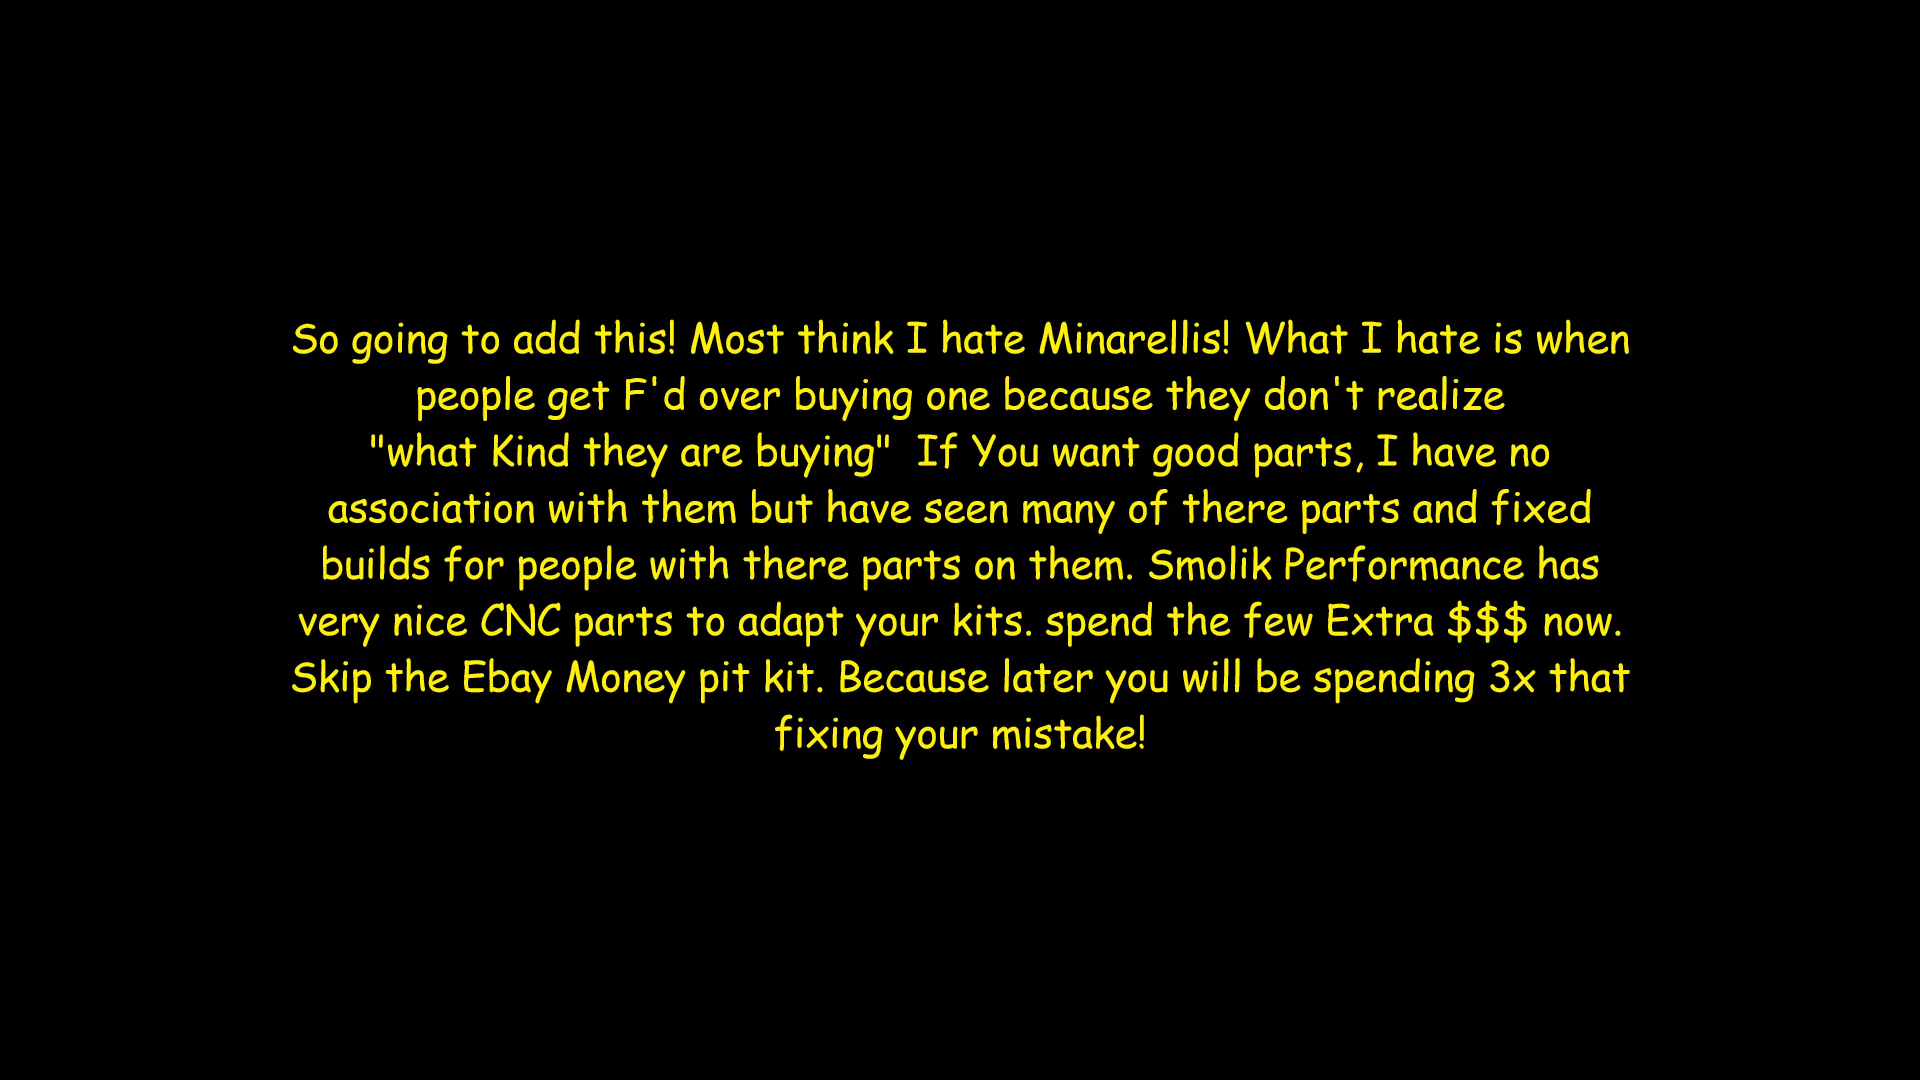 So going to add this! Most think I hate Minarellis! What I hate is when
people get F'd over buying one because they don't realize
"what Kind they are buying"  If You want good parts, I have no
association with them but have seen many of there parts and fixed
builds for people with there parts on them. Smolik Performance has
very nice CNC parts to adapt your kits. spend the few Extra $$$ now.
Skip the Ebay Money pit kit. Because later you will be spending 3x that
fixing your mistake!